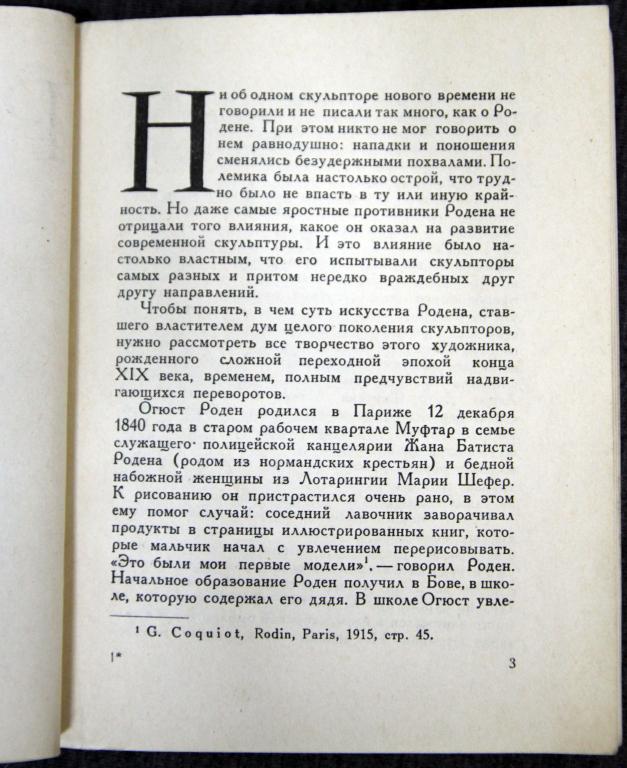 Ни об одном скульпторе нового времени не
говорили и не писали так много, как о Ро-
дене. При этом никто не мог говорить о
нем равнодушно: нападки и поношения
сменялись безудержными похвалами. По-
лемика была настолько острой, что труд-
но было не впасть в ту или иную край-
ность. Но даже самые яростные противники Родена не
отрицали того влияния, какое он оказал на развитие
современной скульптуры. И это влияние было на-
столько властным, что его испытывали скульпторы
самых разных и притом нередко враждебных друг
другу направлений.
Чтобы понять, в чем суть искусства Родена, став-
шего властителем дум целого поколения скульпторов,
нужно рассмотреть все творчество этого художника,
рожденного сложной переходной эпохой конца
XIX века, временем, полным предчувствий надви-
гающихся переворотов.
Огюст Роден родился в Париже 12 декабря
1840 года в старом рабочем квартале Муфтар в семье
служащего полицейской канцелярии Жана Батиста
Родена (родом из нормандских крестьян) и бедной
набожной женщины из Лотарингии Марии Шефер.
К рисованию он пристрастился очень рано, в этом
ему помог случай: соседний лавочник заворачивал
продукты в страницы иллюстрированных книг, кото-
рые мальчик начал с увлечением перерисовывать.
«Это были мои первые модели»¹, — говорил Роден.
Начальное образование Роден получил в Бове, в шко-
ле, которую содержал его дядя. В школе Огюст увле-
¹ G. Coquiot, Rodin, Paris, 1915, стр. 45.
1*
3